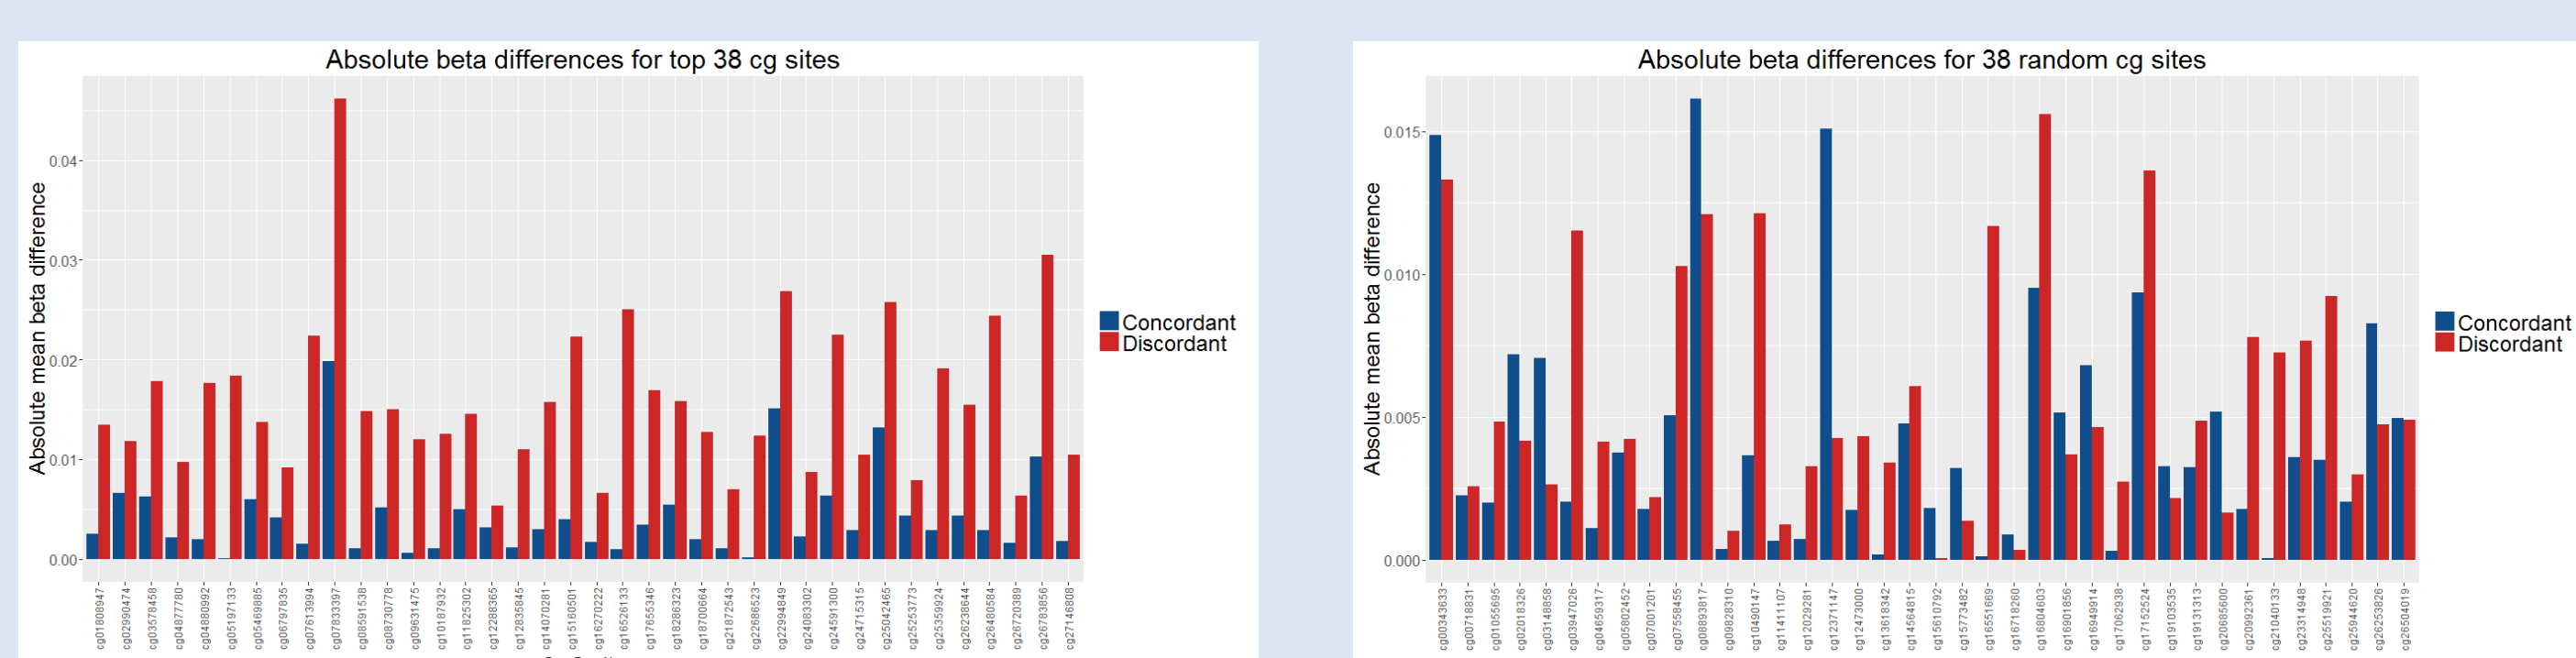 Absolute beta differences for top 38 cg sites
Absolute mean beta difference
0.04
0.03
0.02
0.01
0.00
cg01808947
cg02990474
cg03578458
cg04877780
cg04880992
cg05197133
cg05469885
cg06797835
cg07613994
cg07833397
cg08591538
cg08730778
cg09631475
cg10187932
cg11825302
cg12288365
cg12835845
cg14070281
cg15160501
cg16270222
cg16526133
cg17655346
cg18286323
cg18700664
cg21872543
cg22686523
cg22994849
cg24083302
cg24591300
cg24715315
cg25042465
cg25253773
cg25359924
cg26238644
cg26480584
cg26720389
cg26783856
cg27146808
Concordant
Discordant
Absolute beta differences for 38 random cg sites
Absolute mean beta difference
0.015
0.010
0.005
0.000
cg00343633
cg00718831
cg01055695
cg02018326
cg03148858
cg03947026
cg04659317
cg05802452
cg07001201
cg07558455
cg08893817
cg09828310
cg10490147
cg11411107
cg12029281
cg12371147
cg12473000
cg13618342
cg14564815
cg15610792
cg15773482
cg16551669
cg16718260
cg16804603
cg16901856
cg16949914
cg17062938
cg17152524
cg19103535
cg19131313
cg20685600
cg20992361
cg21040133
cg23314948
cg25519921
cg25944620
cg26253826
cg26504019
Concordant
Discordant